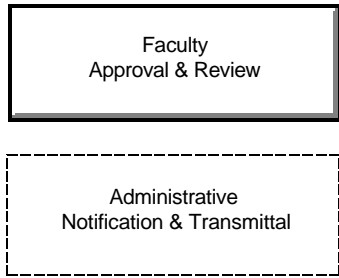 Faculty
Approval & Review
Administrative
Notification & Transmittal